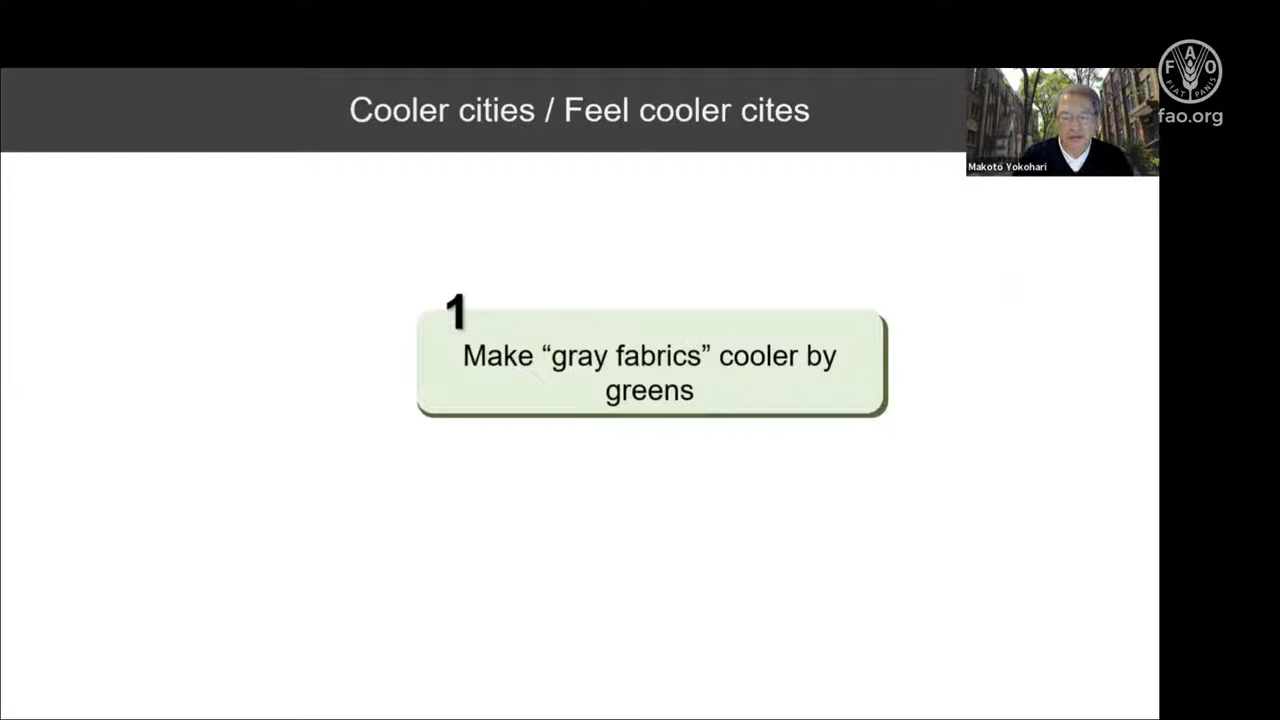 Cooler cities / Feel cooler cites
F A O
FIAT PANIS
fao.org
Makoto Yokohari
1
Make “gray fabrics” cooler by
greens